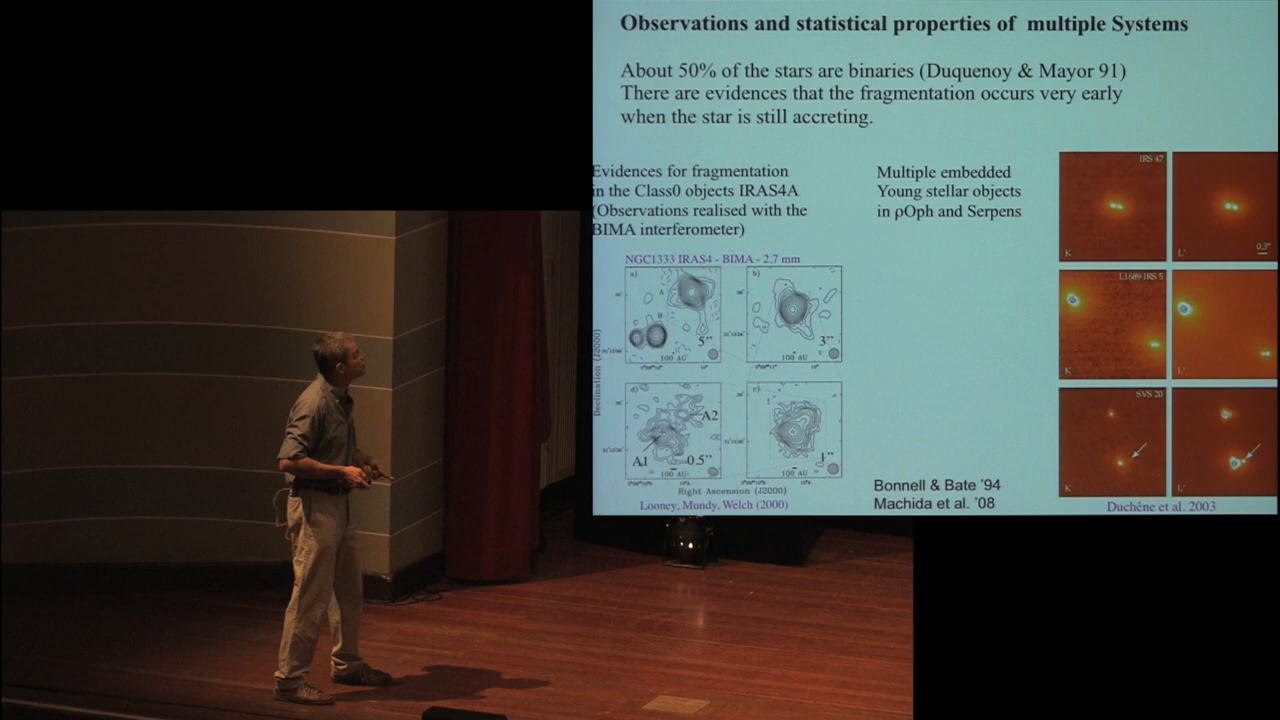 Observations and statistical properties of multiple Systems
About 50% of the stars are binaries (Duquenoy & Mayor 91)
There are evidences that the fragmentation occurs very early
when the star is still accreting.
Evidences for fragmentation
in the Class0 objects IRAS4A
(Observations realised with the
BIMA interferometer)
Multiple embedded
Young stellar objects
in ρOph and Serpens
NGC1333 IRAS4 - BIMA - 2.7 mm
a)
A
B
C
5''
100 AU
b)
3''
100 AU
d)
A2
A1
0.5''
100 AU
c)
1''
100 AU
Declination (J2000)
Right Ascension (J2000)
Looney, Mundy, Welch (2000)
Bonnell & Bate '94
Machida et al. '08
IRS 47
K
L'
0.3"
L1689 IRS 5
K
L'
SVS 20
K
L'
Duchêne et al. 2003